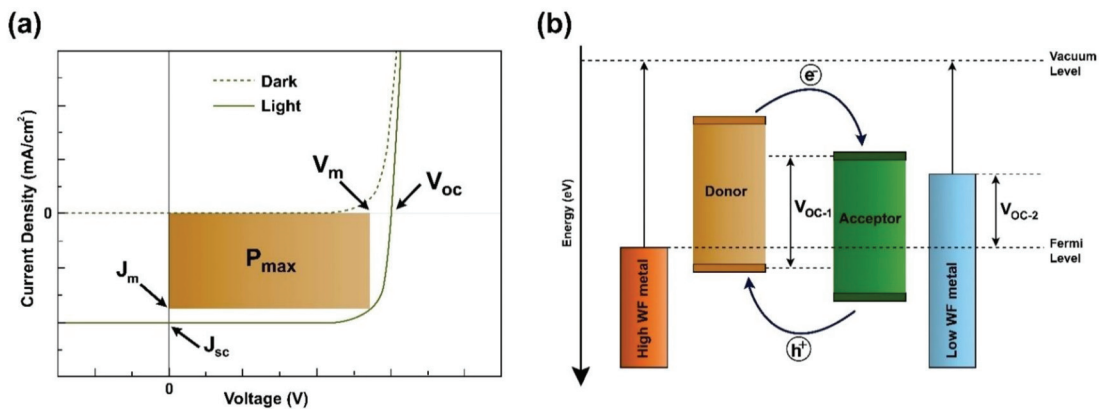 (a)
Dark
Light
Vm
Voc
0
Current Density (mA/cm²)
Pmax
Jm
Jsc
0
Voltage (V)
(b)
Vacuum
Level
e⁻
Energy (eV)
Donor
VOC-1
Acceptor
VOC-2
Fermi
Level
High WF metal
Low WF metal
h⁺